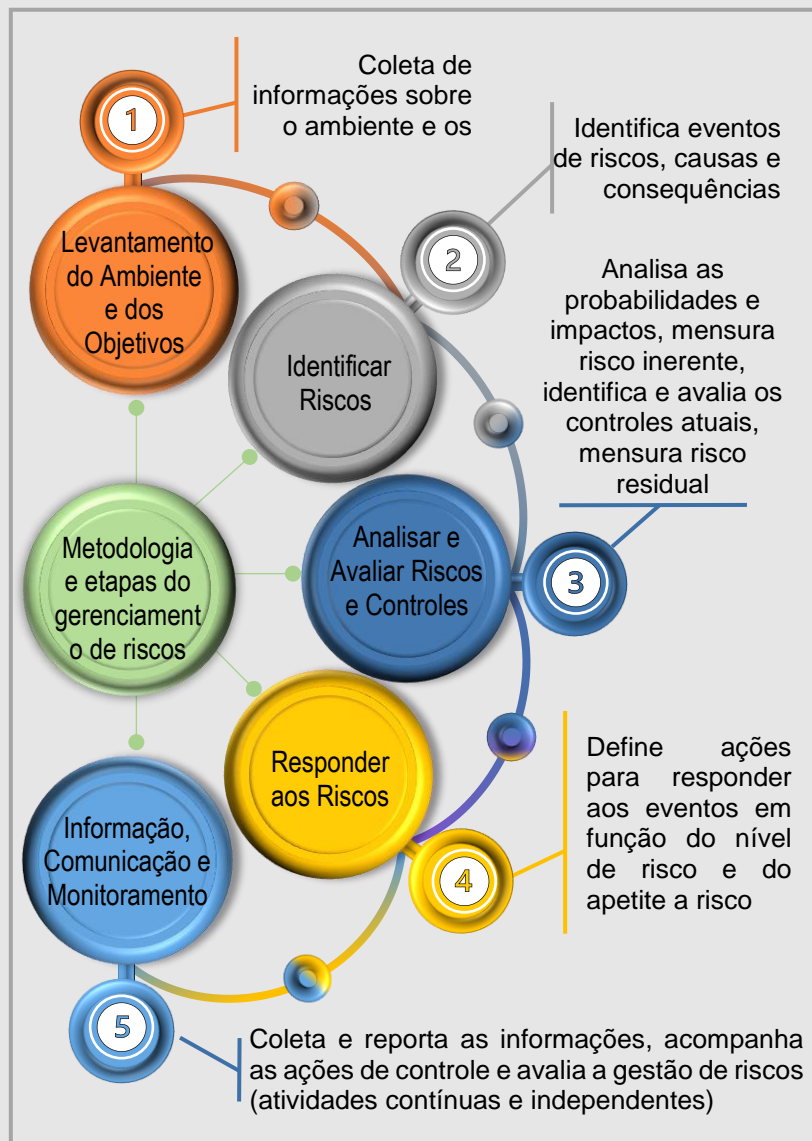 1
Coleta de
informações sobre
o ambiente e os
Levantamento
do Ambiente
e dos
Objetivos
2
Identifica eventos
de riscos, causas e
consequências
Identificar
Riscos
Analisa as
probabilidades e
impactos, mensura
risco inerente,
identifica e avalia os
controles atuais,
mensura risco
residual
Metodologia
e etapas do
gerenciament
o de riscos
Analisar e
Avaliar Riscos
e Controles
3
Responder
aos Riscos
4
Define ações
para responder
aos eventos em
função do nível
de risco e do
apetite a risco
Informação,
Comunicação e
Monitoramento
5
Coleta e reporta as informações, acompanha
as ações de controle e avalia a gestão de riscos
(atividades contínuas e independentes)